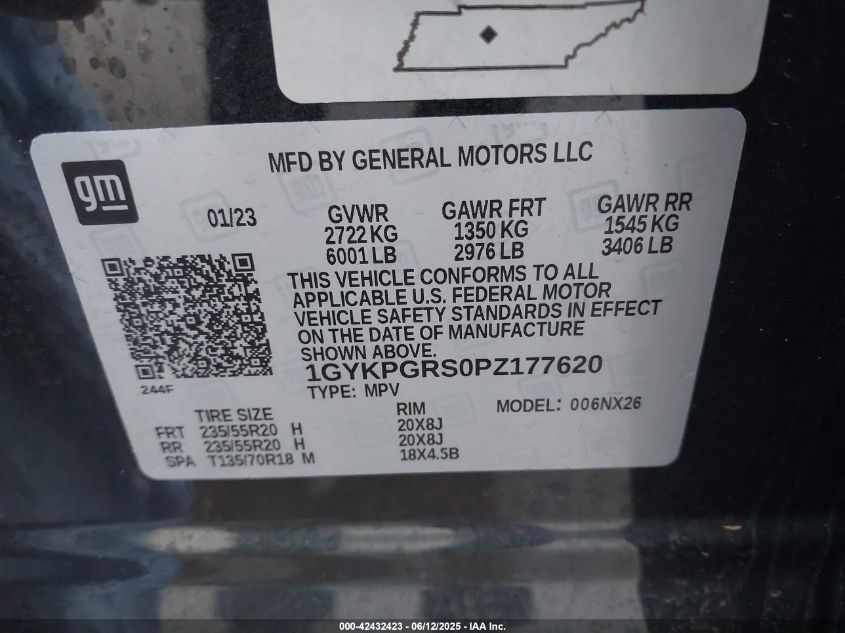 MFD BY GENERAL MOTORS LLC
gm
01/23 GVWR GAWR FRT GAWR RR
2722 KG 1350 KG 1545 KG
6001 LB 2976 LB 3406 LB
THIS VEHICLE CONFORMS TO ALL
APPLICABLE U.S. FEDERAL MOTOR
VEHICLE SAFETY STANDARDS IN EFFECT
ON THE DATE OF MANUFACTURE
SHOWN ABOVE.
1GYKPGRS0PZ177620
244F
TYPE: MPV
TIRE SIZE RIM MODEL: 006NX26
FRT 235/55R20 H 20X8J
RR 235/55R20 H 20X8J
SPA T135/70R18 M 18X4.5B
000-42432423 - 06/12/2025 - IAA Inc.